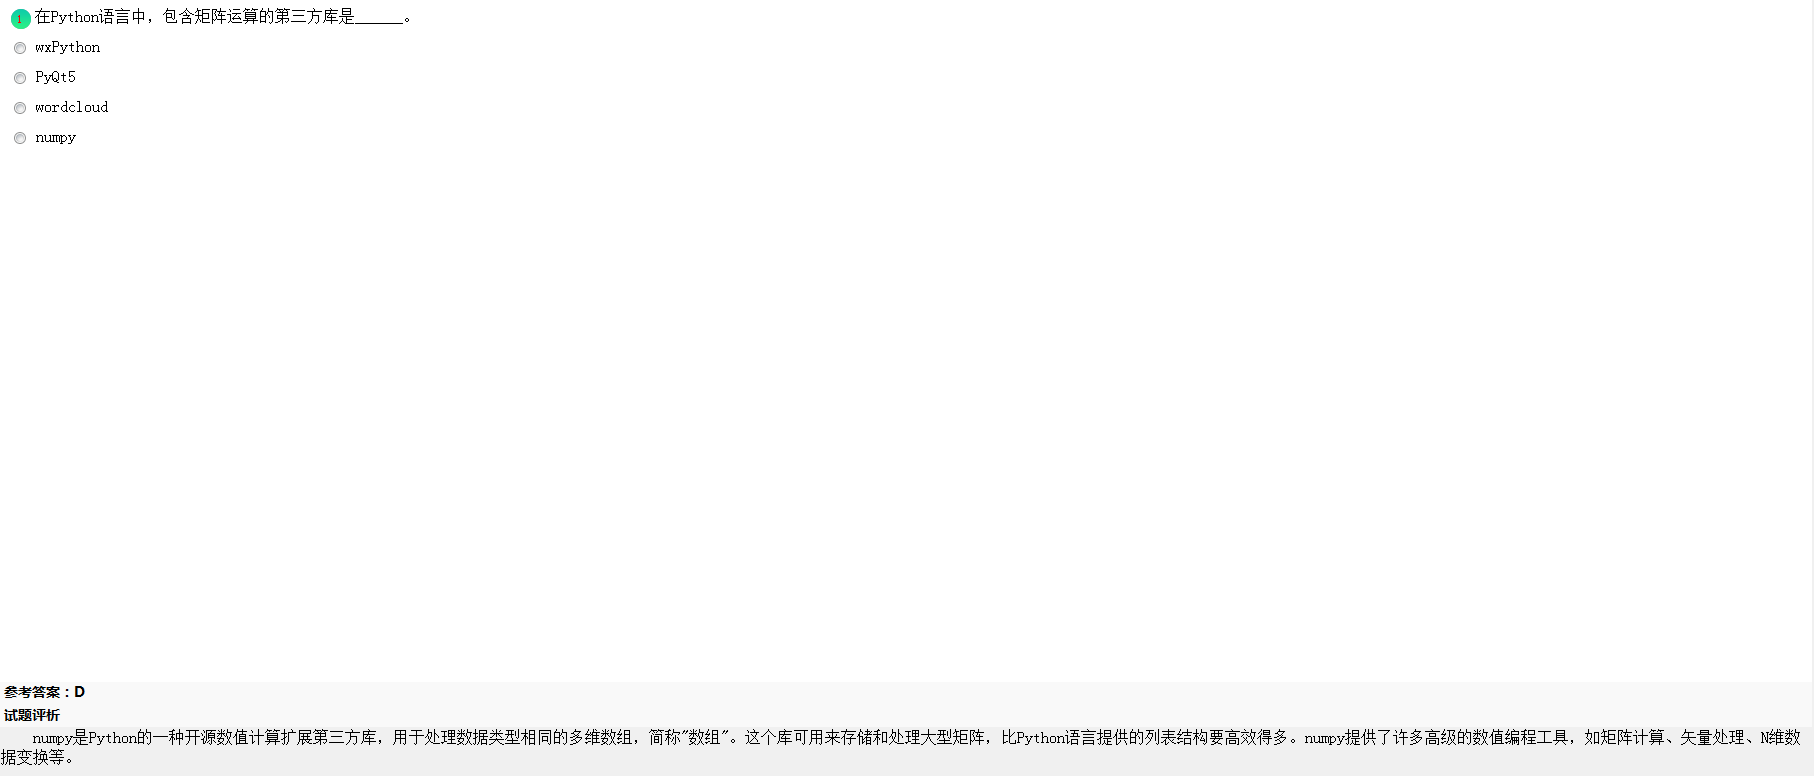 1 在Python语言中，包含矩阵运算的第三方库是______。
wxPython
PyQt5
wordcloud
numpy
参考答案：D
试题评析
numpy是Python的一种开源数值计算扩展第三方库，用于处理数据类型相同的多维数组，简称"数组"。这个库可用来存储和处理大型矩阵，比Python语言提供的列表结构要高效得多。numpy提供了许多高级的数值编程工具，如矩阵计算、矢量处理、N维数
据变换等。